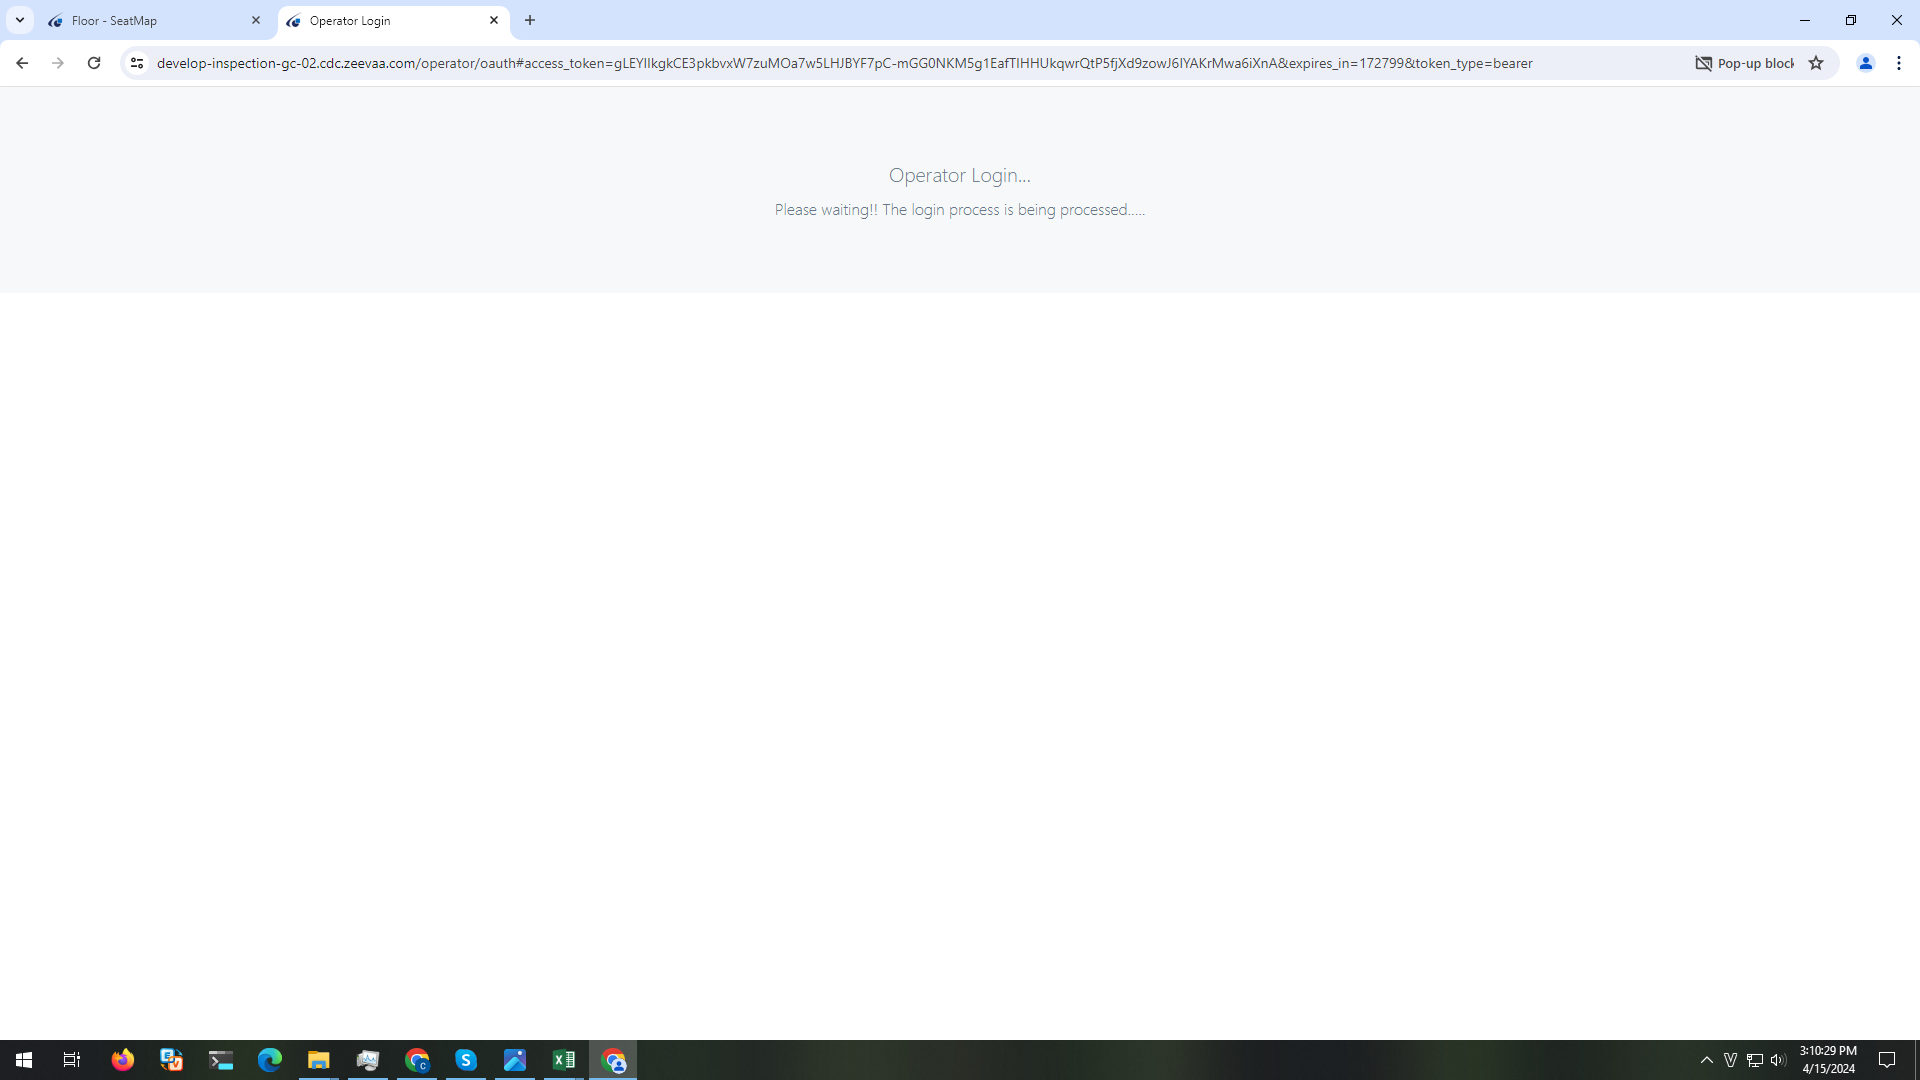 Floor - SeatMap
Operator Login
develop-inspection-gc-02.cdc.zeevaa.com/operator/oauth#access_token=gLEYIlkgkCE3pkbvxW7zuMOa7w5LHJBYF7pC-mGG0NKM5g1EafTlHHUkqwrQtP5fjXd9zowJ6lYAKrMwa6iXnA&expires_in=172799&token_type=bearer
Pop-up block
Operator Login...
Please waiting!! The login process is being processed.....
3:10:29 PM
4/15/2024